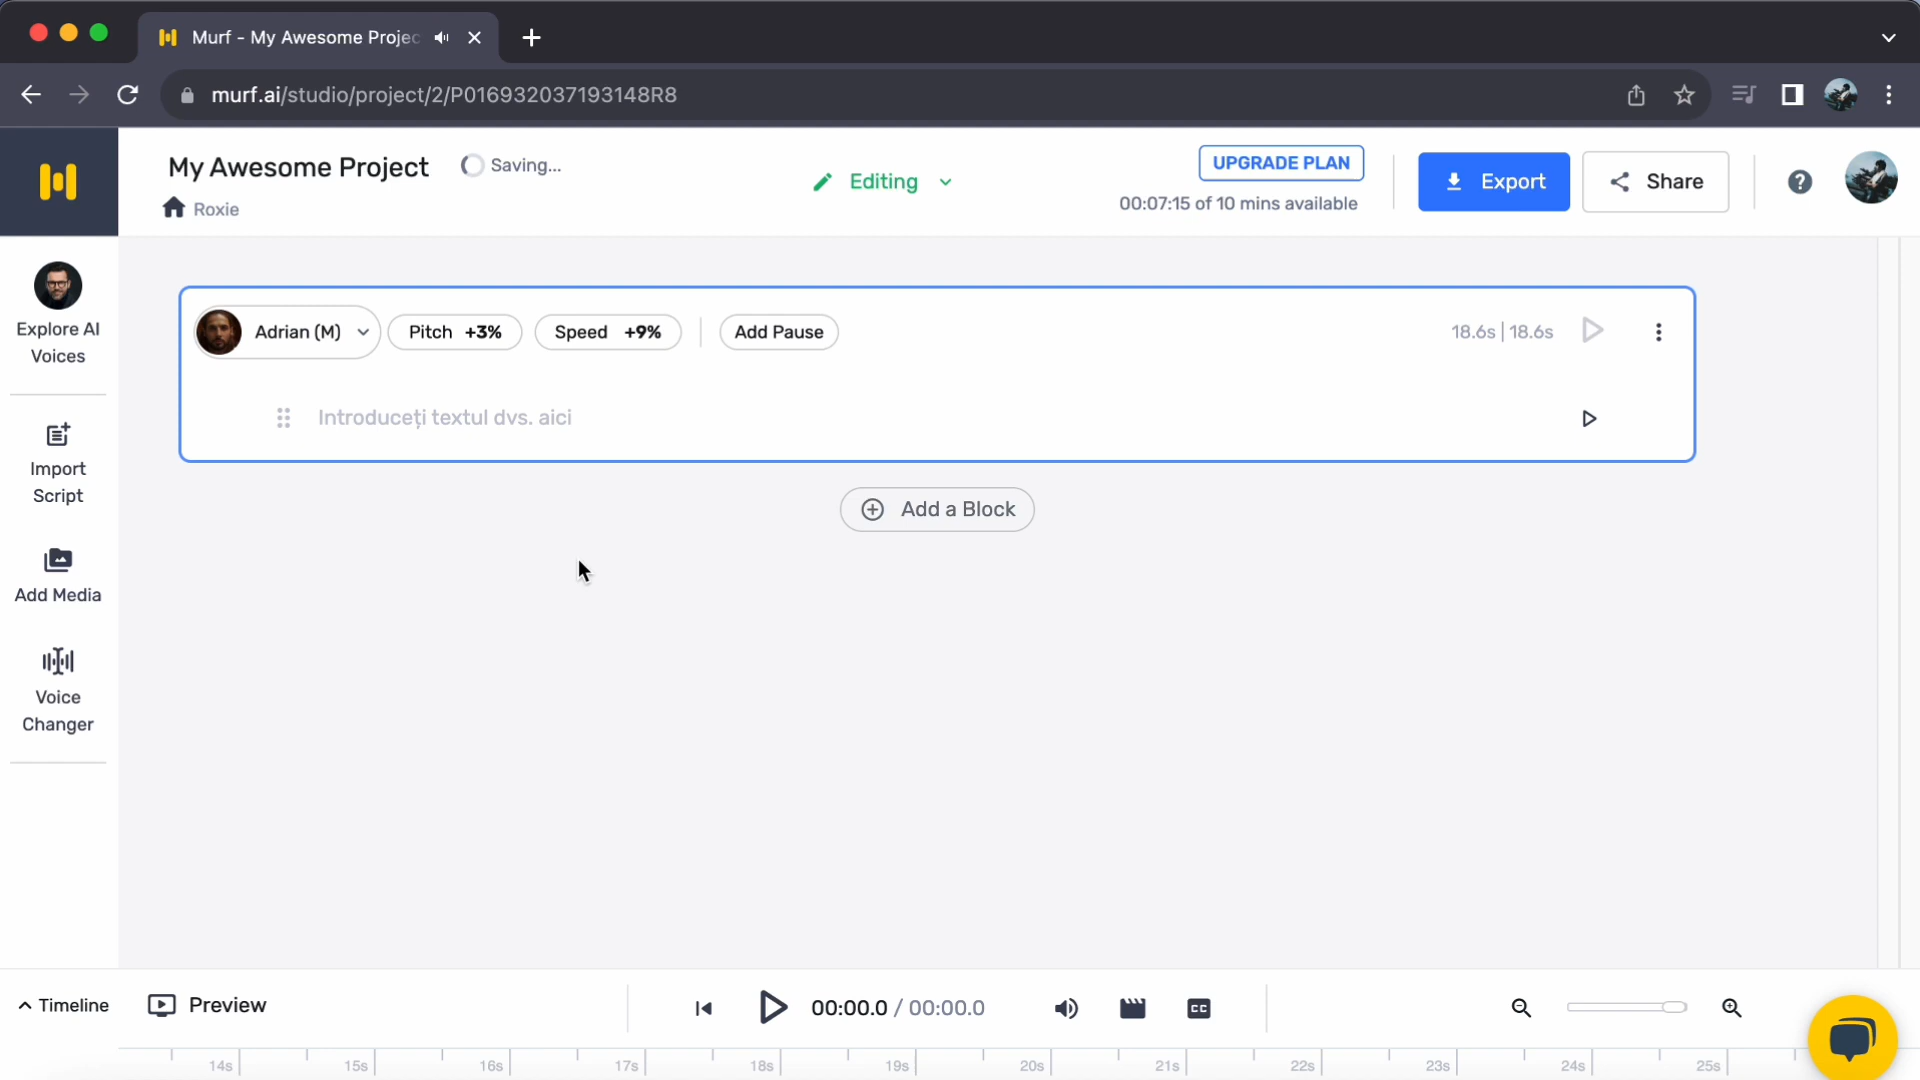 Murf - My Awesome Projec
murf.ai/studio/project/2/P016932037193148R8
My Awesome Project
Saving...
Roxie
Editing
UPGRADE PLAN
00:07:15 of 10 mins available
Export
Share
Explore AI
Voices
Import
Script
Add Media
Voice
Changer
Adrian (M)
Pitch +3%
Speed +9%
Add Pause
18.6s | 18.6s
Introduceți textul dvs. aici
Add a Block
Timeline
Preview
00:00.0 / 00:00.0
CC
14s 15s 16s 17s 18s 19s 20s 21s 22s 23s 24s 25s